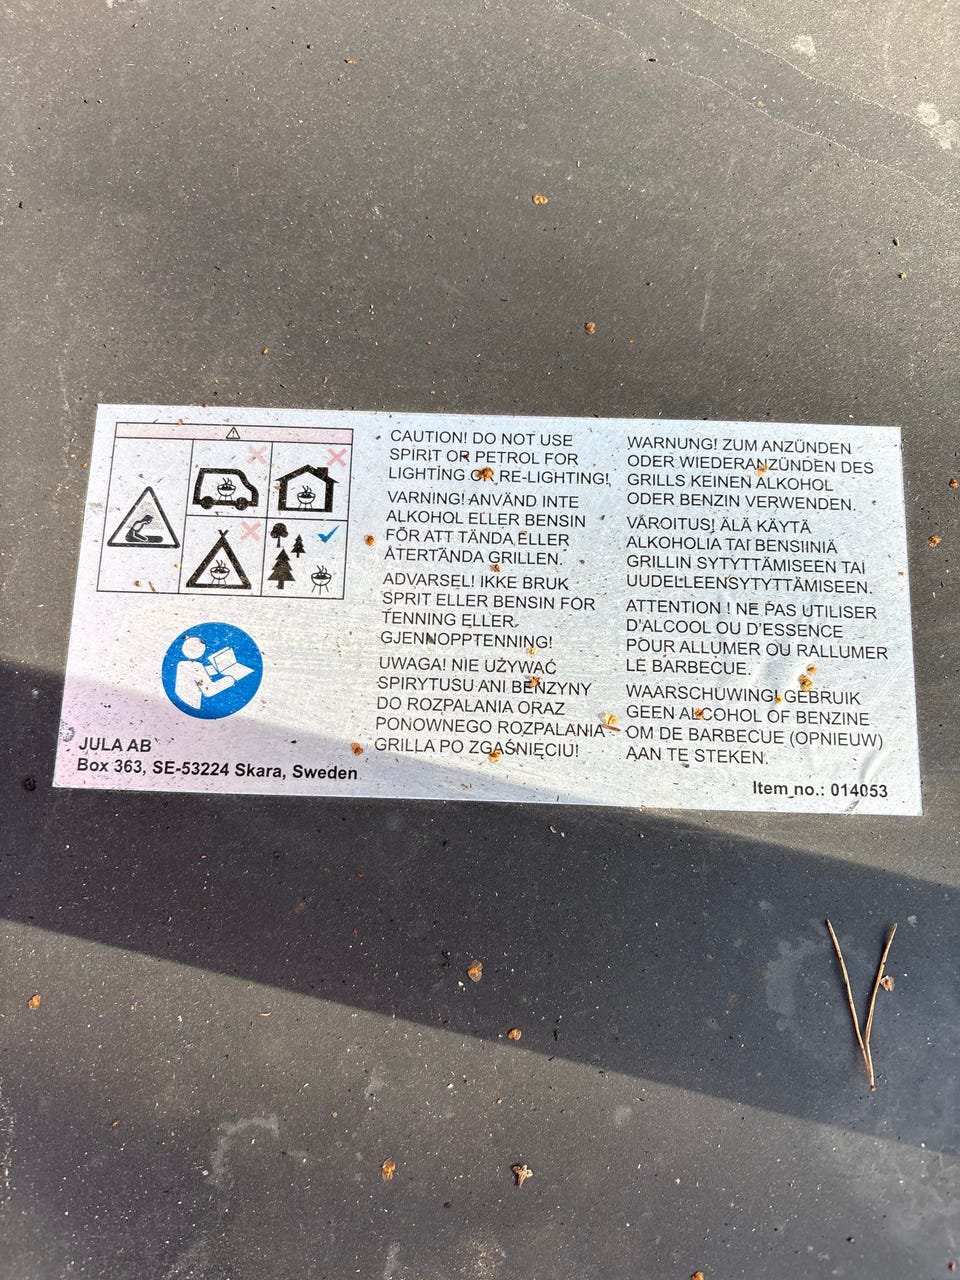 CAUTION! DO NOT USE
SPIRIT OR PETROL FOR
LIGHTING OR RE-LIGHTING!
VARNING! ANVÄND INTE
ALKOHOL ELLER BENSIN
FÖR ATT TÄNDA ELLER
ÅTERTÄNDA GRILLEN.
ADVARSEL! IKKE BRUK
SPRIT ELLER BENSIN FOR
TENNING ELLER
GJENNOPPTENNING!
UWAGA! NIE UŻYWAĆ
SPIRYTUSU ANI BENZYNY
DO ROZPALANIA ORAZ
PONOWNEGO ROZPALANIA
GRILLA PO ZGAŚNIĘCIU!
WARNUNG! ZUM ANZÜNDEN
ODER WIEDERANZÜNDEN DES
GRILLS KEINEN ALKOHOL
ODER BENZIN VERWENDEN.
VAROITUS! ÄLÄ KÄYTÄ
ALKOHOLIA TAI BENSIINIÄ
GRILLIN SYTYTTÄMISEEN TAI
UUDELLEENSYTYTTÄMISEEN.
ATTENTION ! NE PAS UTILISER
D'ALCOOL OU D'ESSENCE
POUR ALLUMER OU RALLUMER
LE BARBECUE.
WAARSCHUWING! GEBRUIK
GEEN ALCOHOL OF BENZINE
OM DE BARBECUE (OPNIEUW)
AAN TE STEKEN.
JULA AB
Box 363, SE-53224 Skara, Sweden
Item no.: 014053